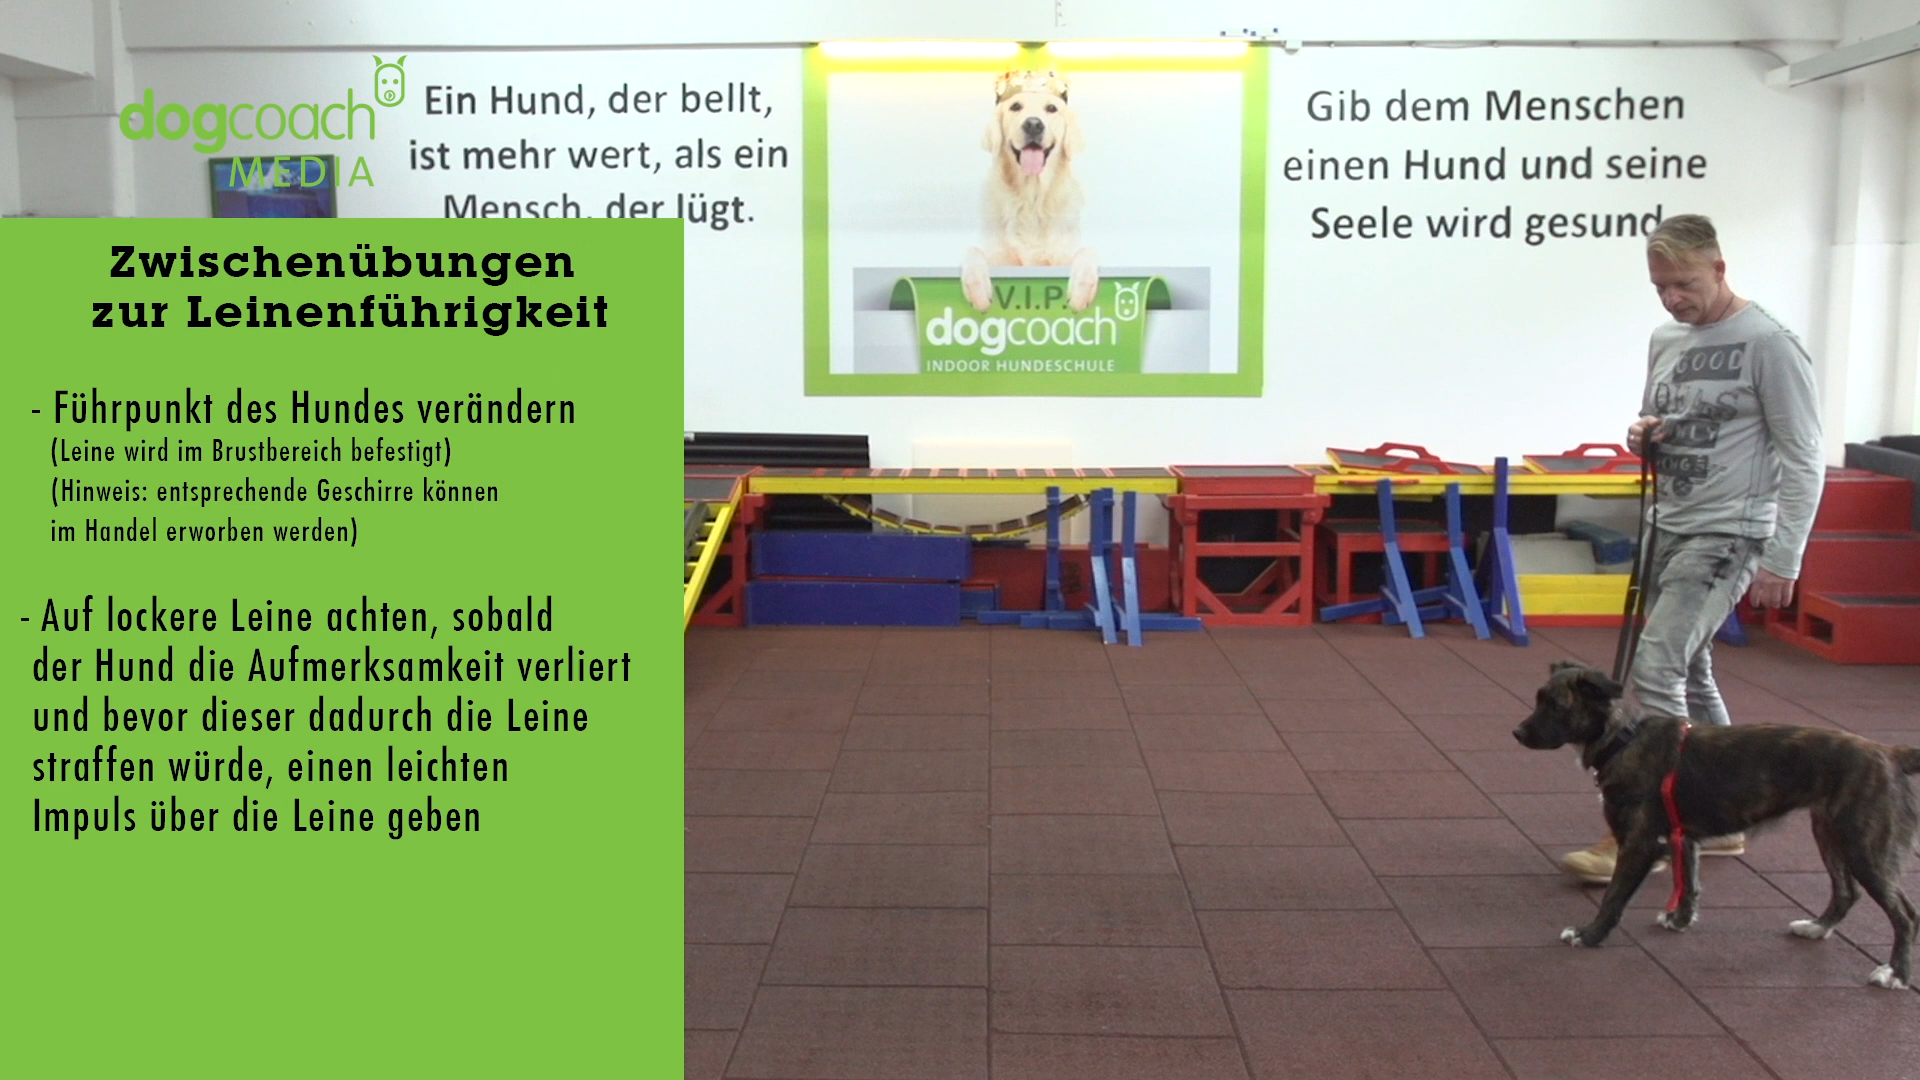 dogcoach
MEDIA
Ein Hund, der bellt,
ist mehr wert, als ein
Mensch, der lügt.
V.I.P.
dogcoach
INDOOR HUNDESCHULE
Gib dem Menschen
einen Hund und seine
Seele wird gesund
Zwischenübungen
zur Leinenführigkeit
- Führpunkt des Hundes verändern
(Leine wird im Brustbereich befestigt)
(Hinweis: entsprechende Geschirre können
im Handel erworben werden)
- Auf lockere Leine achten, sobald
der Hund die Aufmerksamkeit verliert
und bevor dieser dadurch die Leine
straffen würde, einen leichten
Impuls über die Leine geben
GOOD